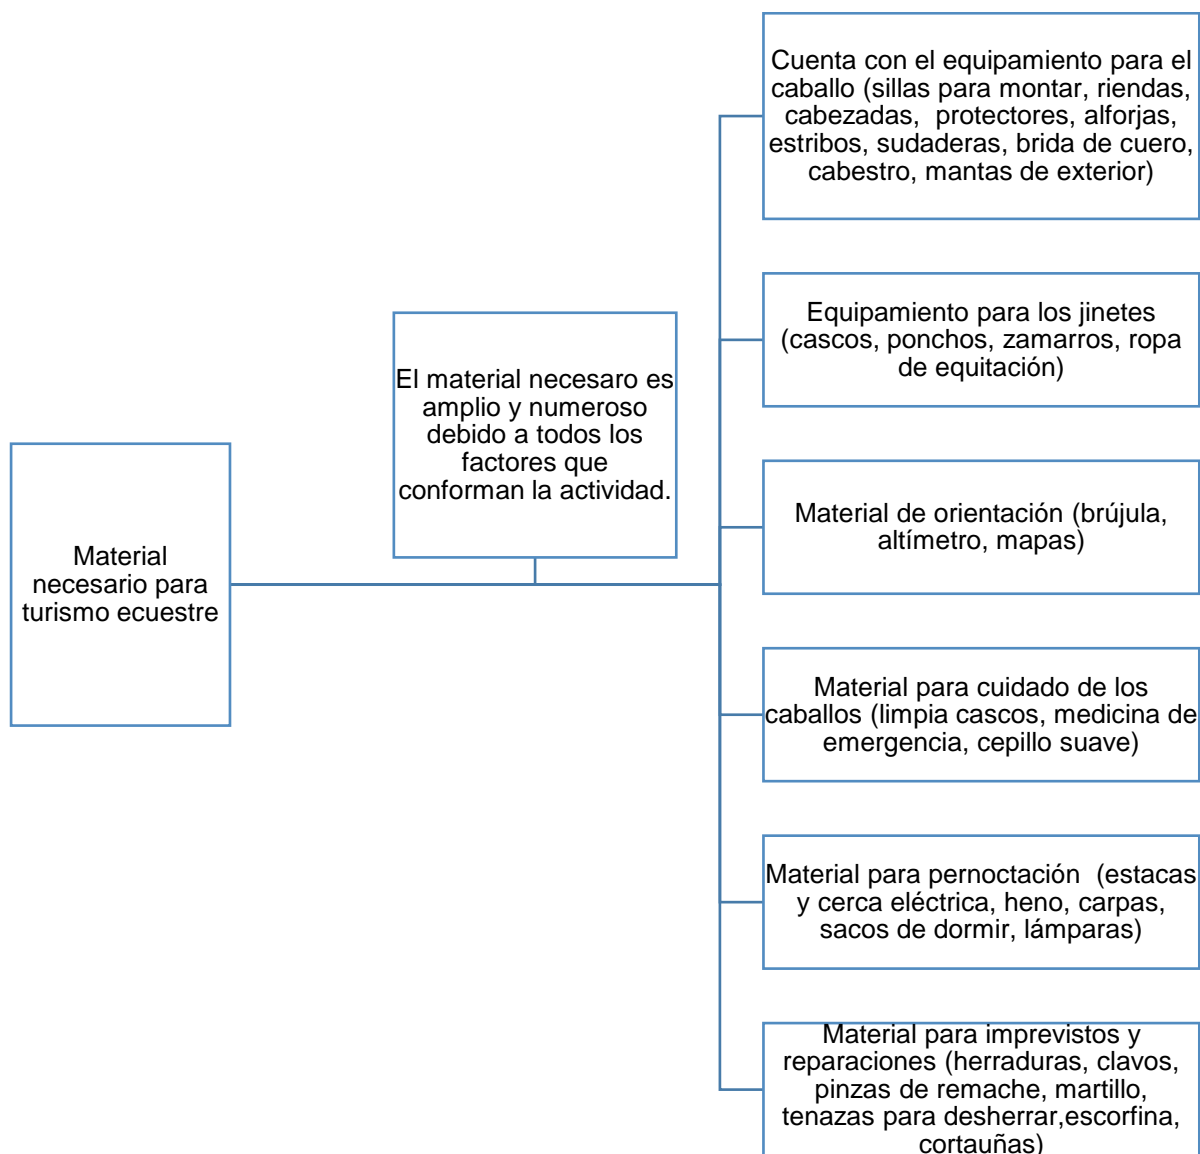 Material
necesario para
turismo ecuestre
El material necesaro es
amplio y numeroso
debido a todos los
factores que
conforman la actividad.
Cuenta con el equipamiento para el
caballo (sillas para montar, riendas,
cabezadas,  protectores, alforjas,
estribos, sudaderas, brida de cuero,
cabestro, mantas de exterior)
Equipamiento para los jinetes
(cascos, ponchos, zamarros, ropa
de equitación)
Material de orientación (brújula,
altímetro, mapas)
Material para cuidado de los
caballos (limpia cascos, medicina de
emergencia, cepillo suave)
Material para pernoctación  (estacas
y cerca eléctrica, heno, carpas,
sacos de dormir, lámparas)
Material para imprevistos y
reparaciones (herraduras, clavos,
pinzas de remache, martillo,
tenazas para desherrar,escorfina,
cortauñas)